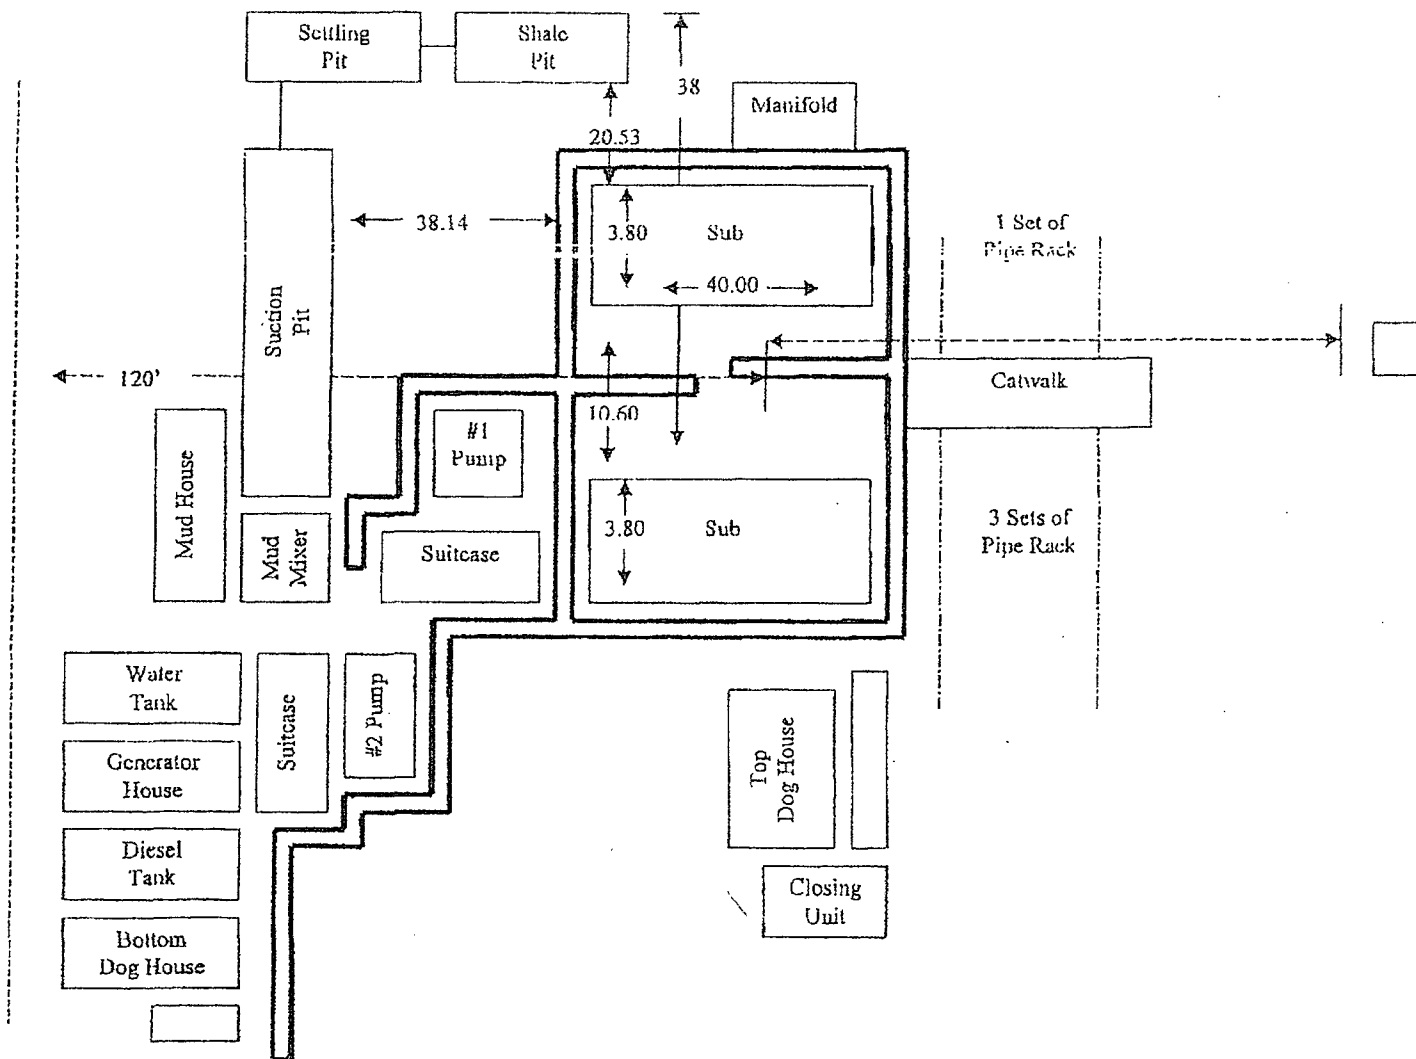 Settling
Pit
Shale
Pit
38
Manifold
20.53
38.14
3.80
Sub
40.00
1 Set of
Pipe Rack
Suction
Pit
120'
Catwalk
10.60
#1
Pump
Mud House
Mud
Mixer
Suitcase
3.80
Sub
3 Sets of
Pipe Rack
Water
Tank
Suitcase
#2 Pump
Generator
House
Top
Dog House
Diesel
Tank
Closing
Unit
Bottom
Dog House